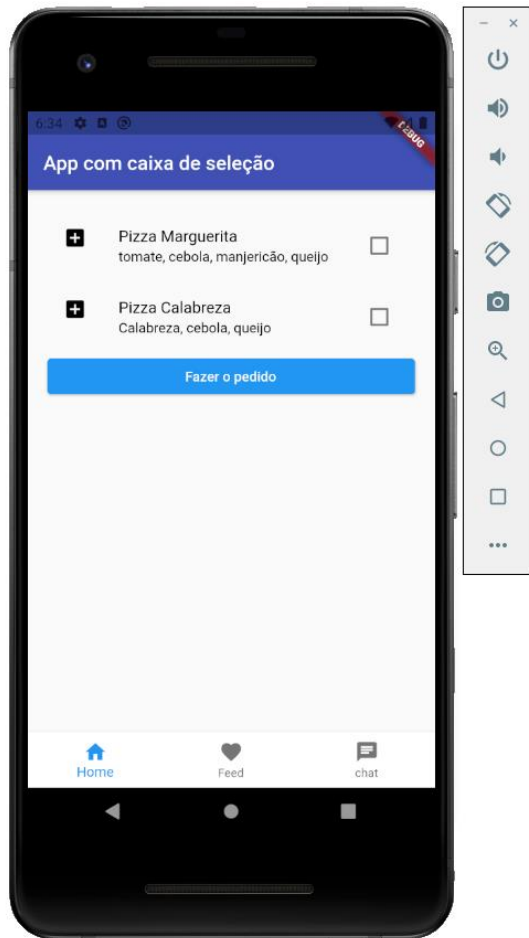 6:34
DEBUG
App com caixa de seleção
Pizza Marguerita
tomate, cebola, manjericão, queijo
Pizza Calabreza
Calabreza, cebola, queijo
Fazer o pedido
Home
Feed
chat